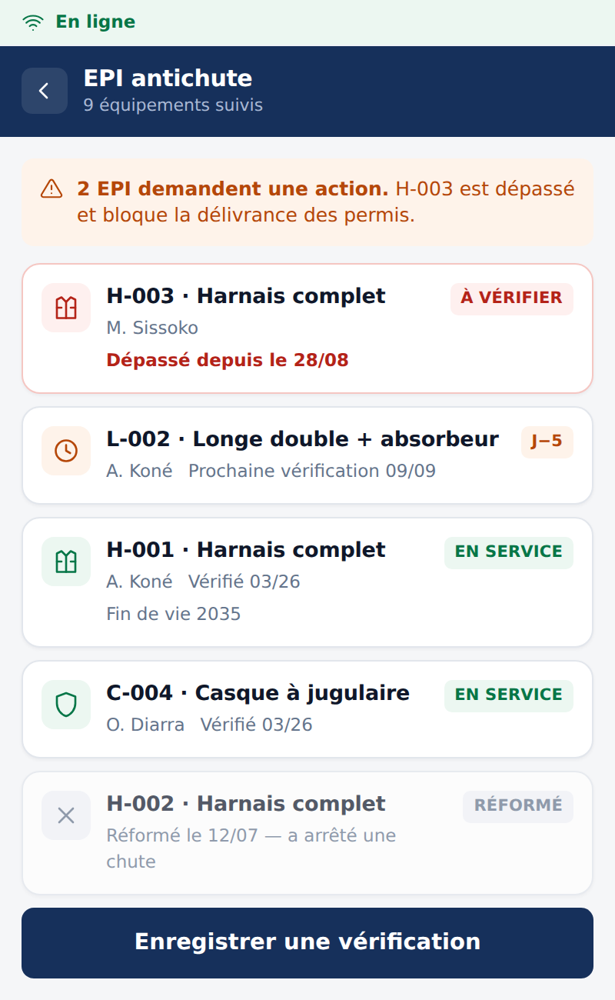 En ligne
EPI antichute
9 équipements suivis
2 EPI demandent une action. H-003 est dépassé
et bloque la délivrance des permis.
H-003 · Harnais complet
À VÉRIFIER
M. Sissoko
Dépassé depuis le 28/08
L-002 · Longe double + absorbeur
J−5
A. Koné Prochaine vérification 09/09
H-001 · Harnais complet
EN SERVICE
A. Koné Vérifié 03/26
Fin de vie 2035
C-004 · Casque à jugulaire
EN SERVICE
O. Diarra Vérifié 03/26
H-002 · Harnais complet
RÉFORMÉ
Réformé le 12/07 — a arrêté une
chute
Enregistrer une vérification